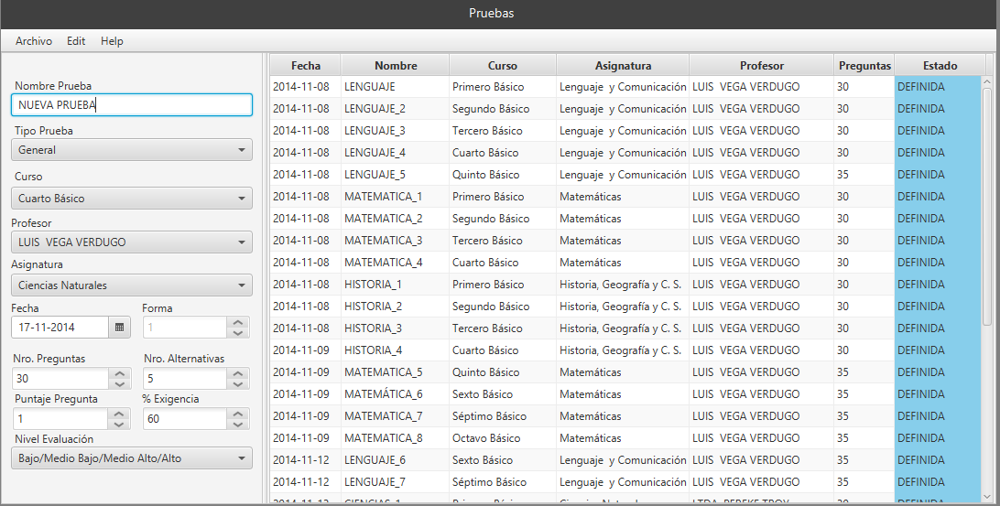 Pruebas
Archivo Edit Help
Nombre Prueba
NUEVA PRUEBA
Tipo Prueba
General
Curso
Cuarto Básico
Profesor
LUIS VEGA VERDUGO
Asignatura
Ciencias Naturales
Fecha Forma
17-11-2014 1
Nro. Preguntas Nro. Alternativas
30 5
Puntaje Pregunta % Exigencia
1 60
Nivel Evaluación
Bajo/Medio Bajo/Medio Alto/Alto
Fecha Nombre Curso Asignatura Profesor Preguntas Estado
2014-11-08 LENGUAJE Primero Básico Lenguaje y Comunicación LUIS VEGA VERDUGO 30 DEFINIDA
2014-11-08 LENGUAJE_2 Segundo Básico Lenguaje y Comunicación LUIS VEGA VERDUGO 30 DEFINIDA
2014-11-08 LENGUAJE_3 Tercero Básico Lenguaje y Comunicación LUIS VEGA VERDUGO 30 DEFINIDA
2014-11-08 LENGUAJE_4 Cuarto Básico Lenguaje y Comunicación LUIS VEGA VERDUGO 30 DEFINIDA
2014-11-08 LENGUAJE_5 Quinto Básico Lenguaje y Comunicación LUIS VEGA VERDUGO 35 DEFINIDA
2014-11-08 MATEMATICA_1 Primero Básico Matemáticas LUIS VEGA VERDUGO 30 DEFINIDA
2014-11-08 MATEMATICA_2 Segundo Básico Matemáticas LUIS VEGA VERDUGO 30 DEFINIDA
2014-11-08 MATEMATICA_3 Tercero Básico Matemáticas LUIS VEGA VERDUGO 30 DEFINIDA
2014-11-08 MATEMATICA_4 Cuarto Básico Matemáticas LUIS VEGA VERDUGO 30 DEFINIDA
2014-11-08 HISTORIA_1 Primero Básico Historia, Geografía y C. S. LUIS VEGA VERDUGO 30 DEFINIDA
2014-11-08 HISTORIA_2 Segundo Básico Historia, Geografía y C. S. LUIS VEGA VERDUGO 30 DEFINIDA
2014-11-08 HISTORIA_3 Tercero Básico Historia, Geografía y C. S. LUIS VEGA VERDUGO 30 DEFINIDA
2014-11-09 HISTORIA_4 Cuarto Básico Historia, Geografía y C. S. LUIS VEGA VERDUGO 30 DEFINIDA
2014-11-09 MATEMATICA_5 Quinto Básico Matemáticas LUIS VEGA VERDUGO 35 DEFINIDA
2014-11-09 MATEMÁTICA_6 Sexto Básico Matemáticas LUIS VEGA VERDUGO 35 DEFINIDA
2014-11-09 MATEMATICA_7 Séptimo Básico Matemáticas LUIS VEGA VERDUGO 35 DEFINIDA
2014-11-09 MATEMATICA_8 Octavo Básico Matemáticas LUIS VEGA VERDUGO 35 DEFINIDA
2014-11-12 LENGUAJE_6 Sexto Básico Lenguaje y Comunicación LUIS VEGA VERDUGO 35 DEFINIDA
2014-11-12 LENGUAJE_7 Séptimo Básico Lenguaje y Comunicación LUIS VEGA VERDUGO 35 DEFINIDA